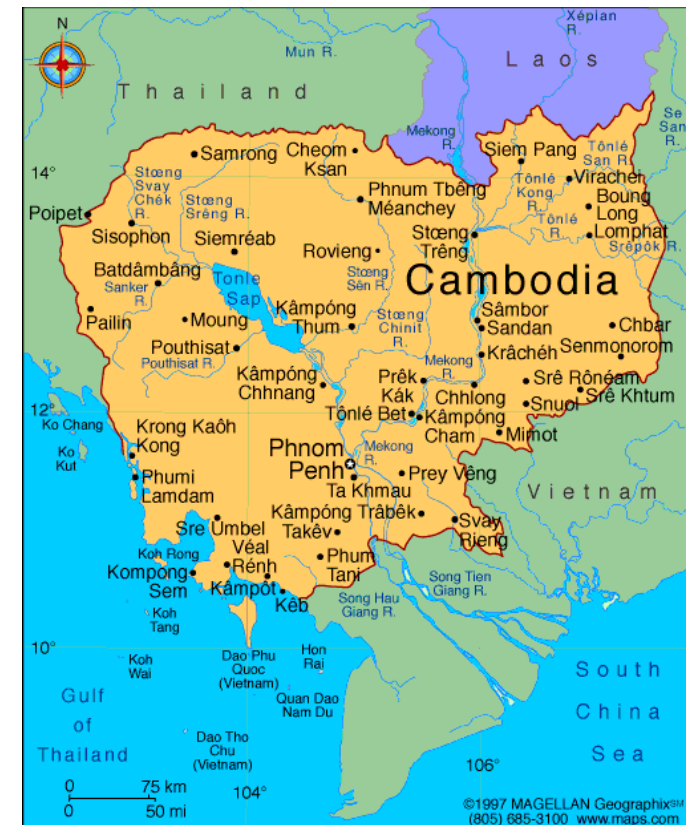 N
Xépian
R.
Mun R.
Laos
Thailand
Mekong
R.
Se
San
R.
Samrong
Cheom
Ksan
Siem Pang
Tônlé
San R.
14°
Stœng
Svay
Chék
R.
Stœng
Srêng R.
Phnum Tbêng
Méanchey
Tônlé
Kong
R.
Virachei
Boung
Long
Poipet
Sisophon
Siemréab
Rovieng
Stœng
Trêng
Tônlé
R.
Lomphat
Srêpôk R.
Batdâmbâng
Sanker
R.
Tonle
Sap
Stœng
Sên R.
Cambodia
Pailin
Moung
Kâmpóng
Thum
Stœng
Chinit
R.
Sâmbor
Sandan
Chbar
Pouthisat
Pouthisat R.
Krâchéh
Senmonorom
Kâmpóng
Chhnang
Mekong
R.
Prêk
Kák
Chhlong
Srê Rônéam
Srê Khtum
Snuol
12°
Ko Chang
Tônlé Bet
Kâmpóng
Cham
Mimot
Ko
Kut
Krong Kaôh
Kong
Phnom
Penh
Mekong
R.
Phumi
Lamdam
Prey Vêng
Ta Khmau
Vietnam
Kâmpóng Trâbêk
Svay
Rieng
Sre Umbel
Takêv
Koh Rong
Véal
Rénh
Phum
Tani
Kompong
Sem
Kâmpôt
Kêb
Song Hau
Giang R.
Song Tien
Giang R.
Koh
Tang
10°
Koh
Wai
Dao Phu
Quoc
(Vietnam)
Hon
Rai
South
China
Sea
Gulf
of
Thailand
Quan Dao
Nam Du
Dao Tho
Chu
(Vietnam)
0 75 km
0 50 mi
104°
106°
©1997 MAGELLAN Geographix℠
(805) 685-3100 www.maps.com